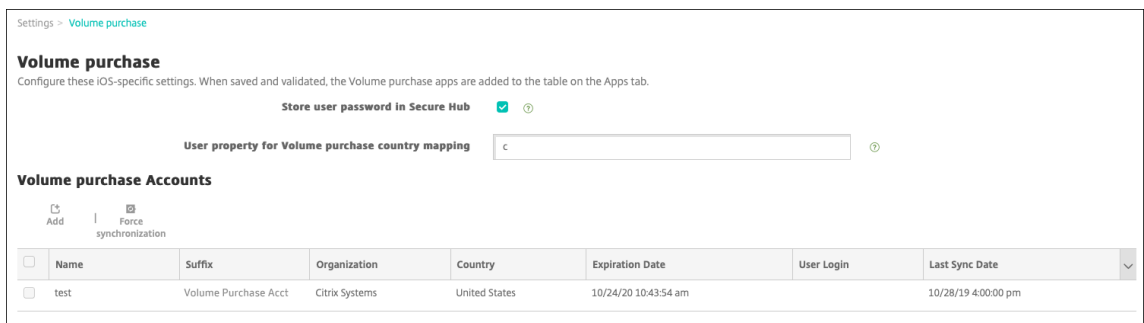 Settings > Volume purchase
Volume purchase
Configure these iOS-specific settings. When saved and validated, the Volume purchase apps are added to the table on the Apps tab.
Store user password in Secure Hub ?
User property for Volume purchase country mapping c ?
Volume purchase Accounts
Add | Force
synchronization
Name Suffix Organization Country Expiration Date User Login Last Sync Date
test Volume Purchase Acct Citrix Systems United States 10/24/20 10:43:54 am 10/28/19 4:00:00 pm